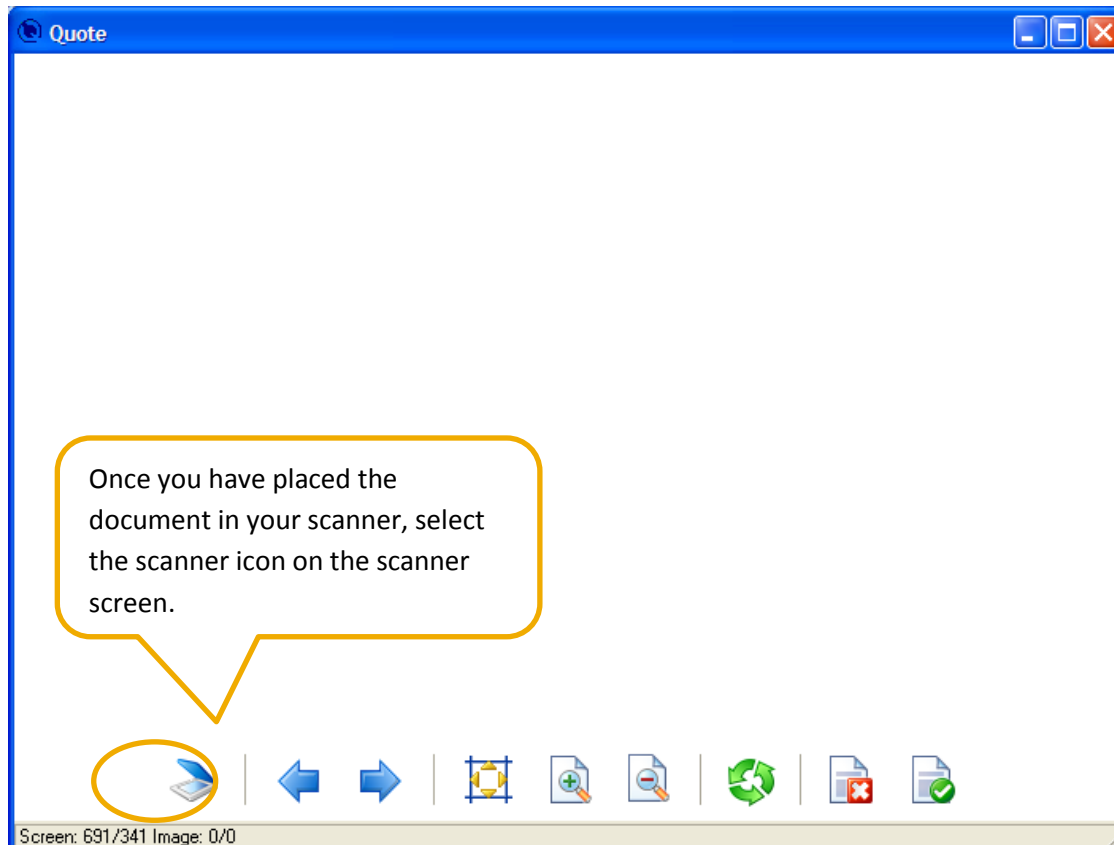 Quote
Once you have placed the
document in your scanner, select
the scanner icon on the scanner
screen.
Screen: 691/341 Image: 0/0